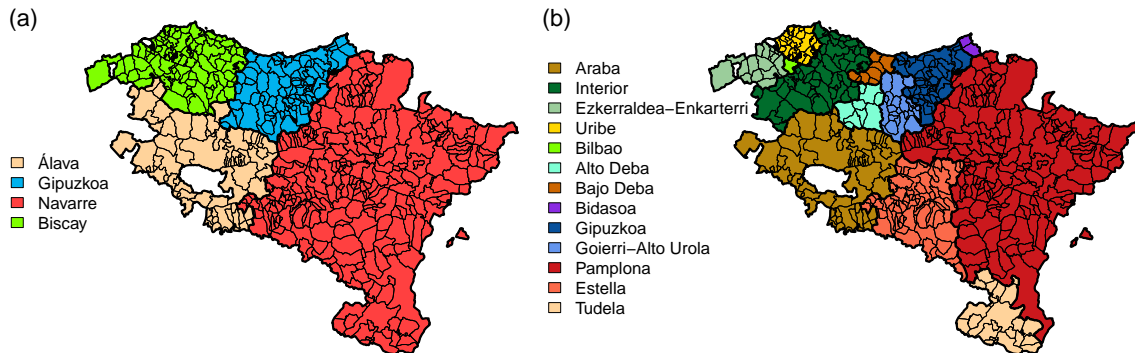 (a)
Álava
Gipuzkoa
Navarre
Biscay
(b)
Araba
Interior
Ezkerraldea−Enkarterri
Uribe
Bilbao
Alto Deba
Bajo Deba
Bidasoa
Gipuzkoa
Goierri−Alto Urola
Pamplona
Estella
Tudela